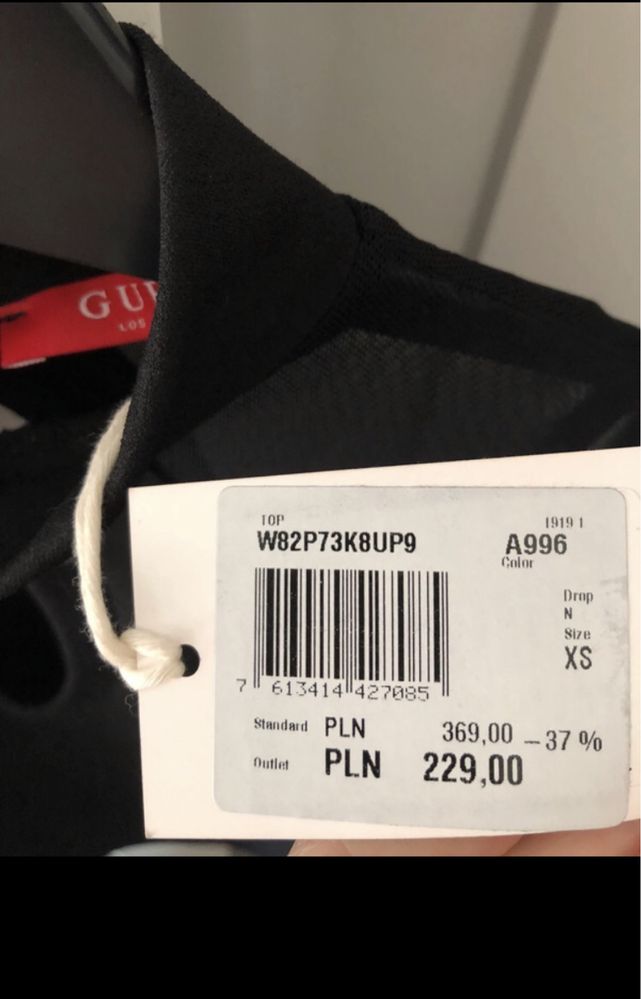 LOS
TOP
1919 1
W82P73K8UP9
A996
Color
Drop
N
Size
XS
7 613414 427085
Standard PLN 369,00 -37 %
Outlet PLN 229,00